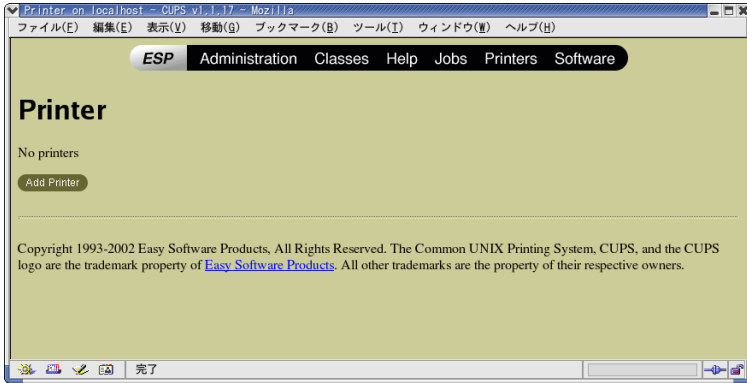 Printer on localhost - CUPS v1.1.17 - Mozilla
ファイル(F) 編集(E) 表示(V) 移動(G) ブックマーク(B) ツール(T) ウィンドウ(W) ヘルプ(H)
ESP Administration Classes Help Jobs Printers Software
Printer
No printers
Add Printer
Copyright 1993-2002 Easy Software Products, All Rights Reserved. The Common UNIX Printing System, CUPS, and the CUPS
logo are the trademark property of Easy Software Products. All other trademarks are the property of their respective owners.
完了